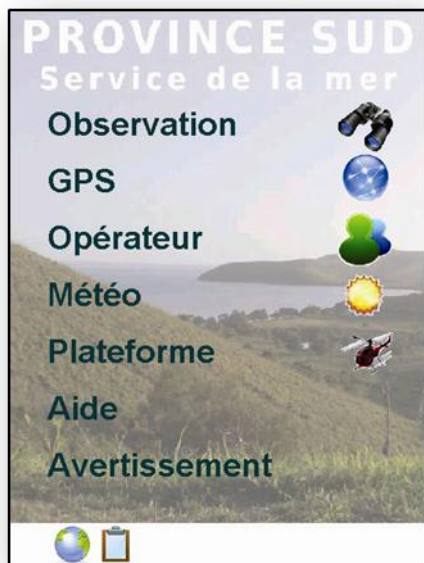 PROVINCE SUD
Service de la mer
Observation
GPS
Opérateur
Météo
Plateforme
Aide
Avertissement